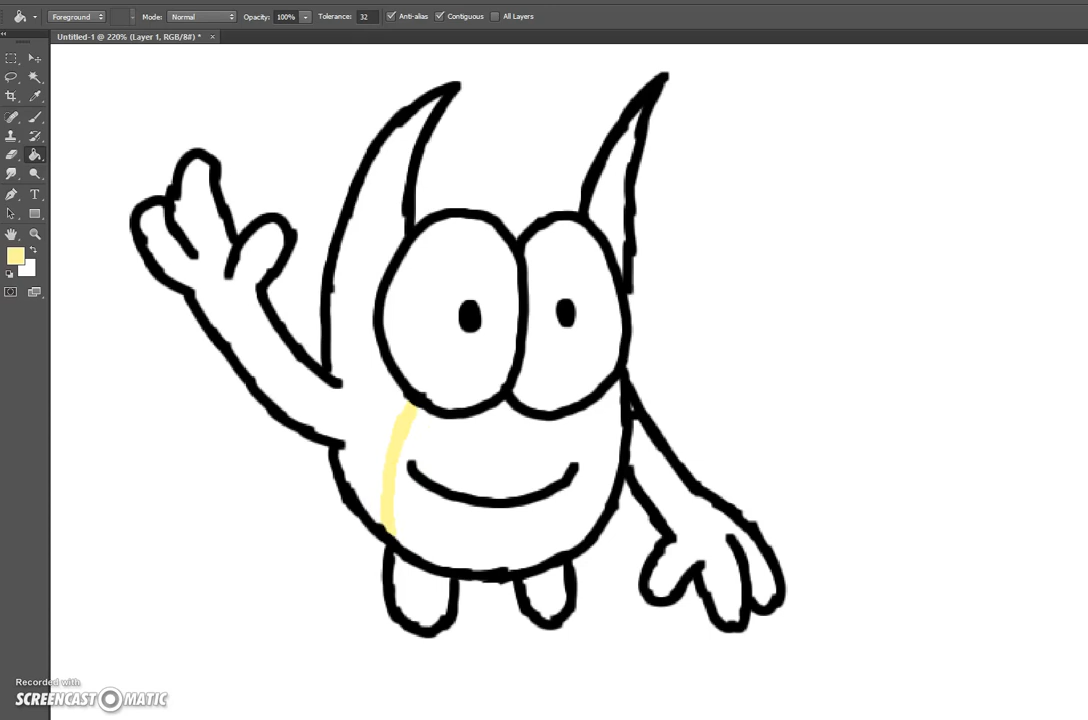 Foreground Mode: Normal Opacity: 100% Tolerance: 32 Anti-alias Contiguous All Layers
Untitled-1 @ 220% (Layer 1, RGB/8#) * ×
T
Recorded with
SCREENCAST-O-MATIC